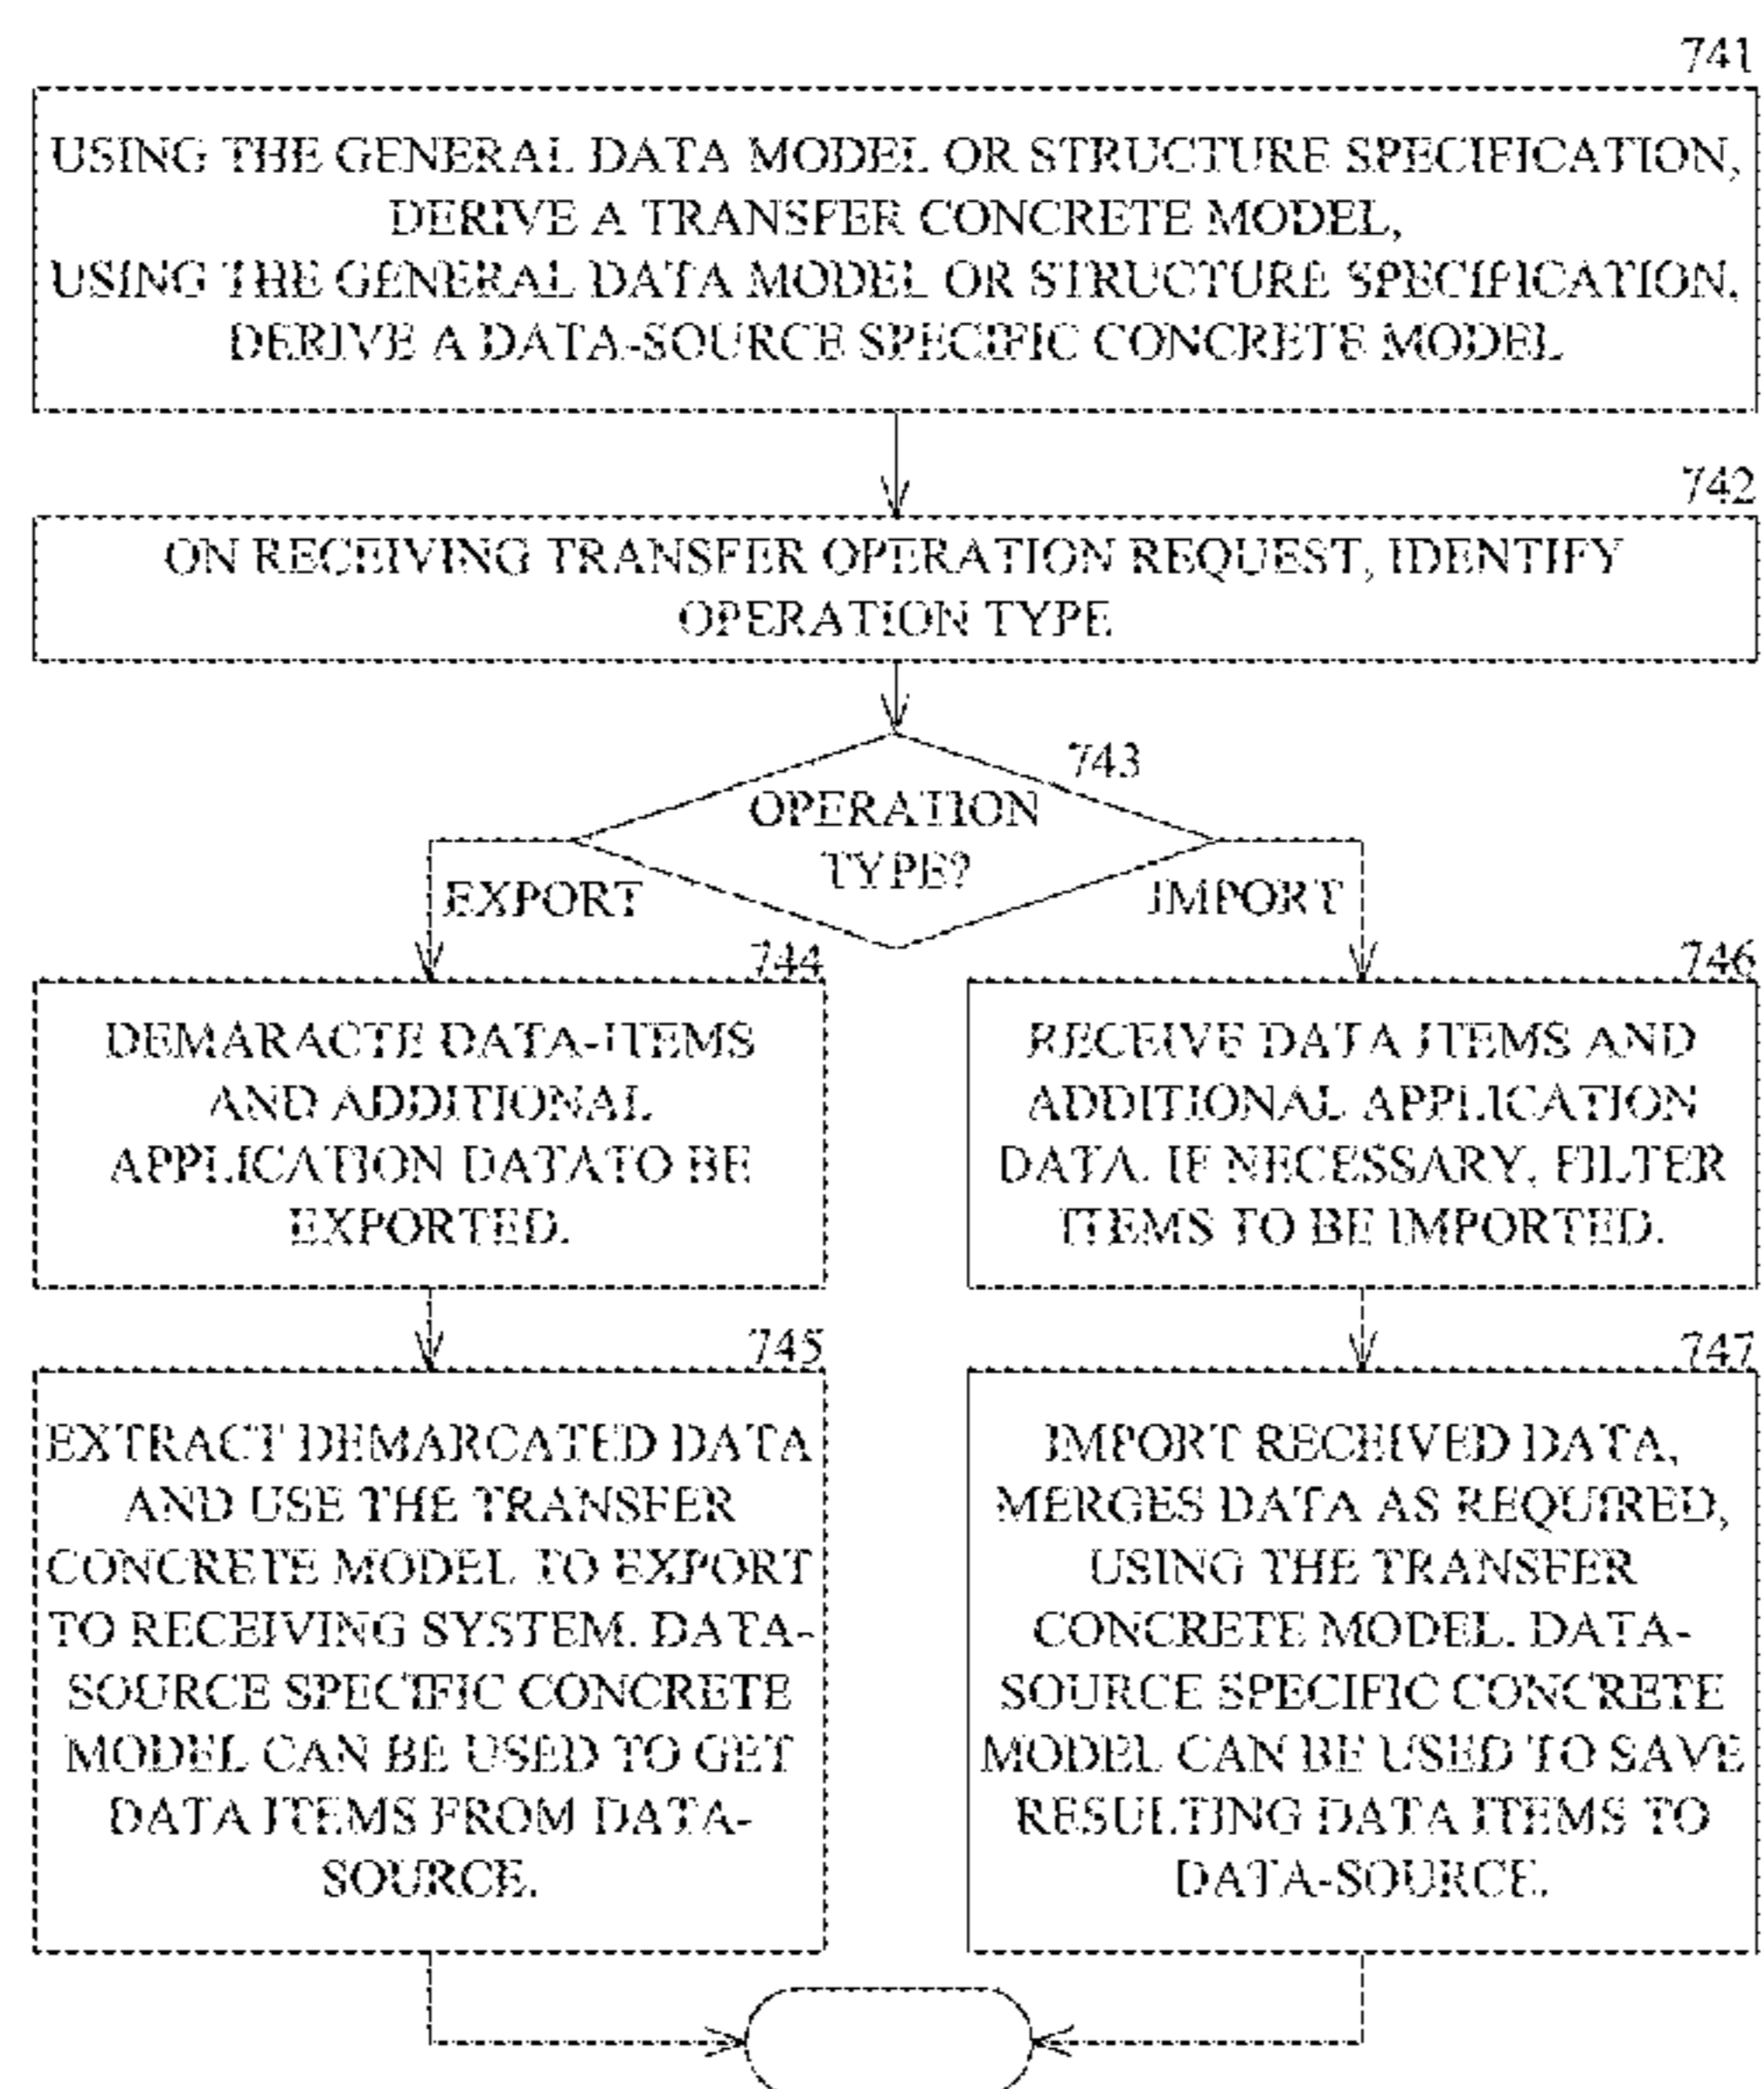 741
USING THE GENERAL DATA MODEL OR STRUCTURE SPECIFICATION,
DERIVE A TRANSFER CONCRETE MODEL,
USING THE GENERAL DATA MODEL OR STRUCTURE SPECIFICATION,
DERIVE A DATA-SOURCE SPECIFIC CONCRETE MODEL
742
ON RECEIVING TRANSFER OPERATION REQUEST, IDENTIFY
OPERATION TYPE
743
OPERATION
TYPE?
EXPORT
IMPORT
744
DEMARACTE DATA-ITEMS
AND ADDITIONAL
APPLICATION DATATO BE
EXPORTED.
745
EXTRACT DEMARCATED DATA
AND USE THE TRANSFER
CONCRETE MODEL TO EXPORT
TO RECEIVING SYSTEM. DATA-
SOURCE SPECIFIC CONCRETE
MODEL CAN BE USED TO GET
DATA ITEMS FROM DATA-
SOURCE.
746
RECEIVE DATA ITEMS AND
ADDITIONAL APPLICATION
DATA. IF NECESSARY, FILTER
ITEMS TO BE IMPORTED.
747
IMPORT RECEIVED DATA,
MERGES DATA AS REQUIRED,
USING THE TRANSFER
CONCRETE MODEL. DATA-
SOURCE SPECIFIC CONCRETE
MODEL CAN BE USED TO SAVE
RESULTING DATA ITEMS TO
DATA-SOURCE.